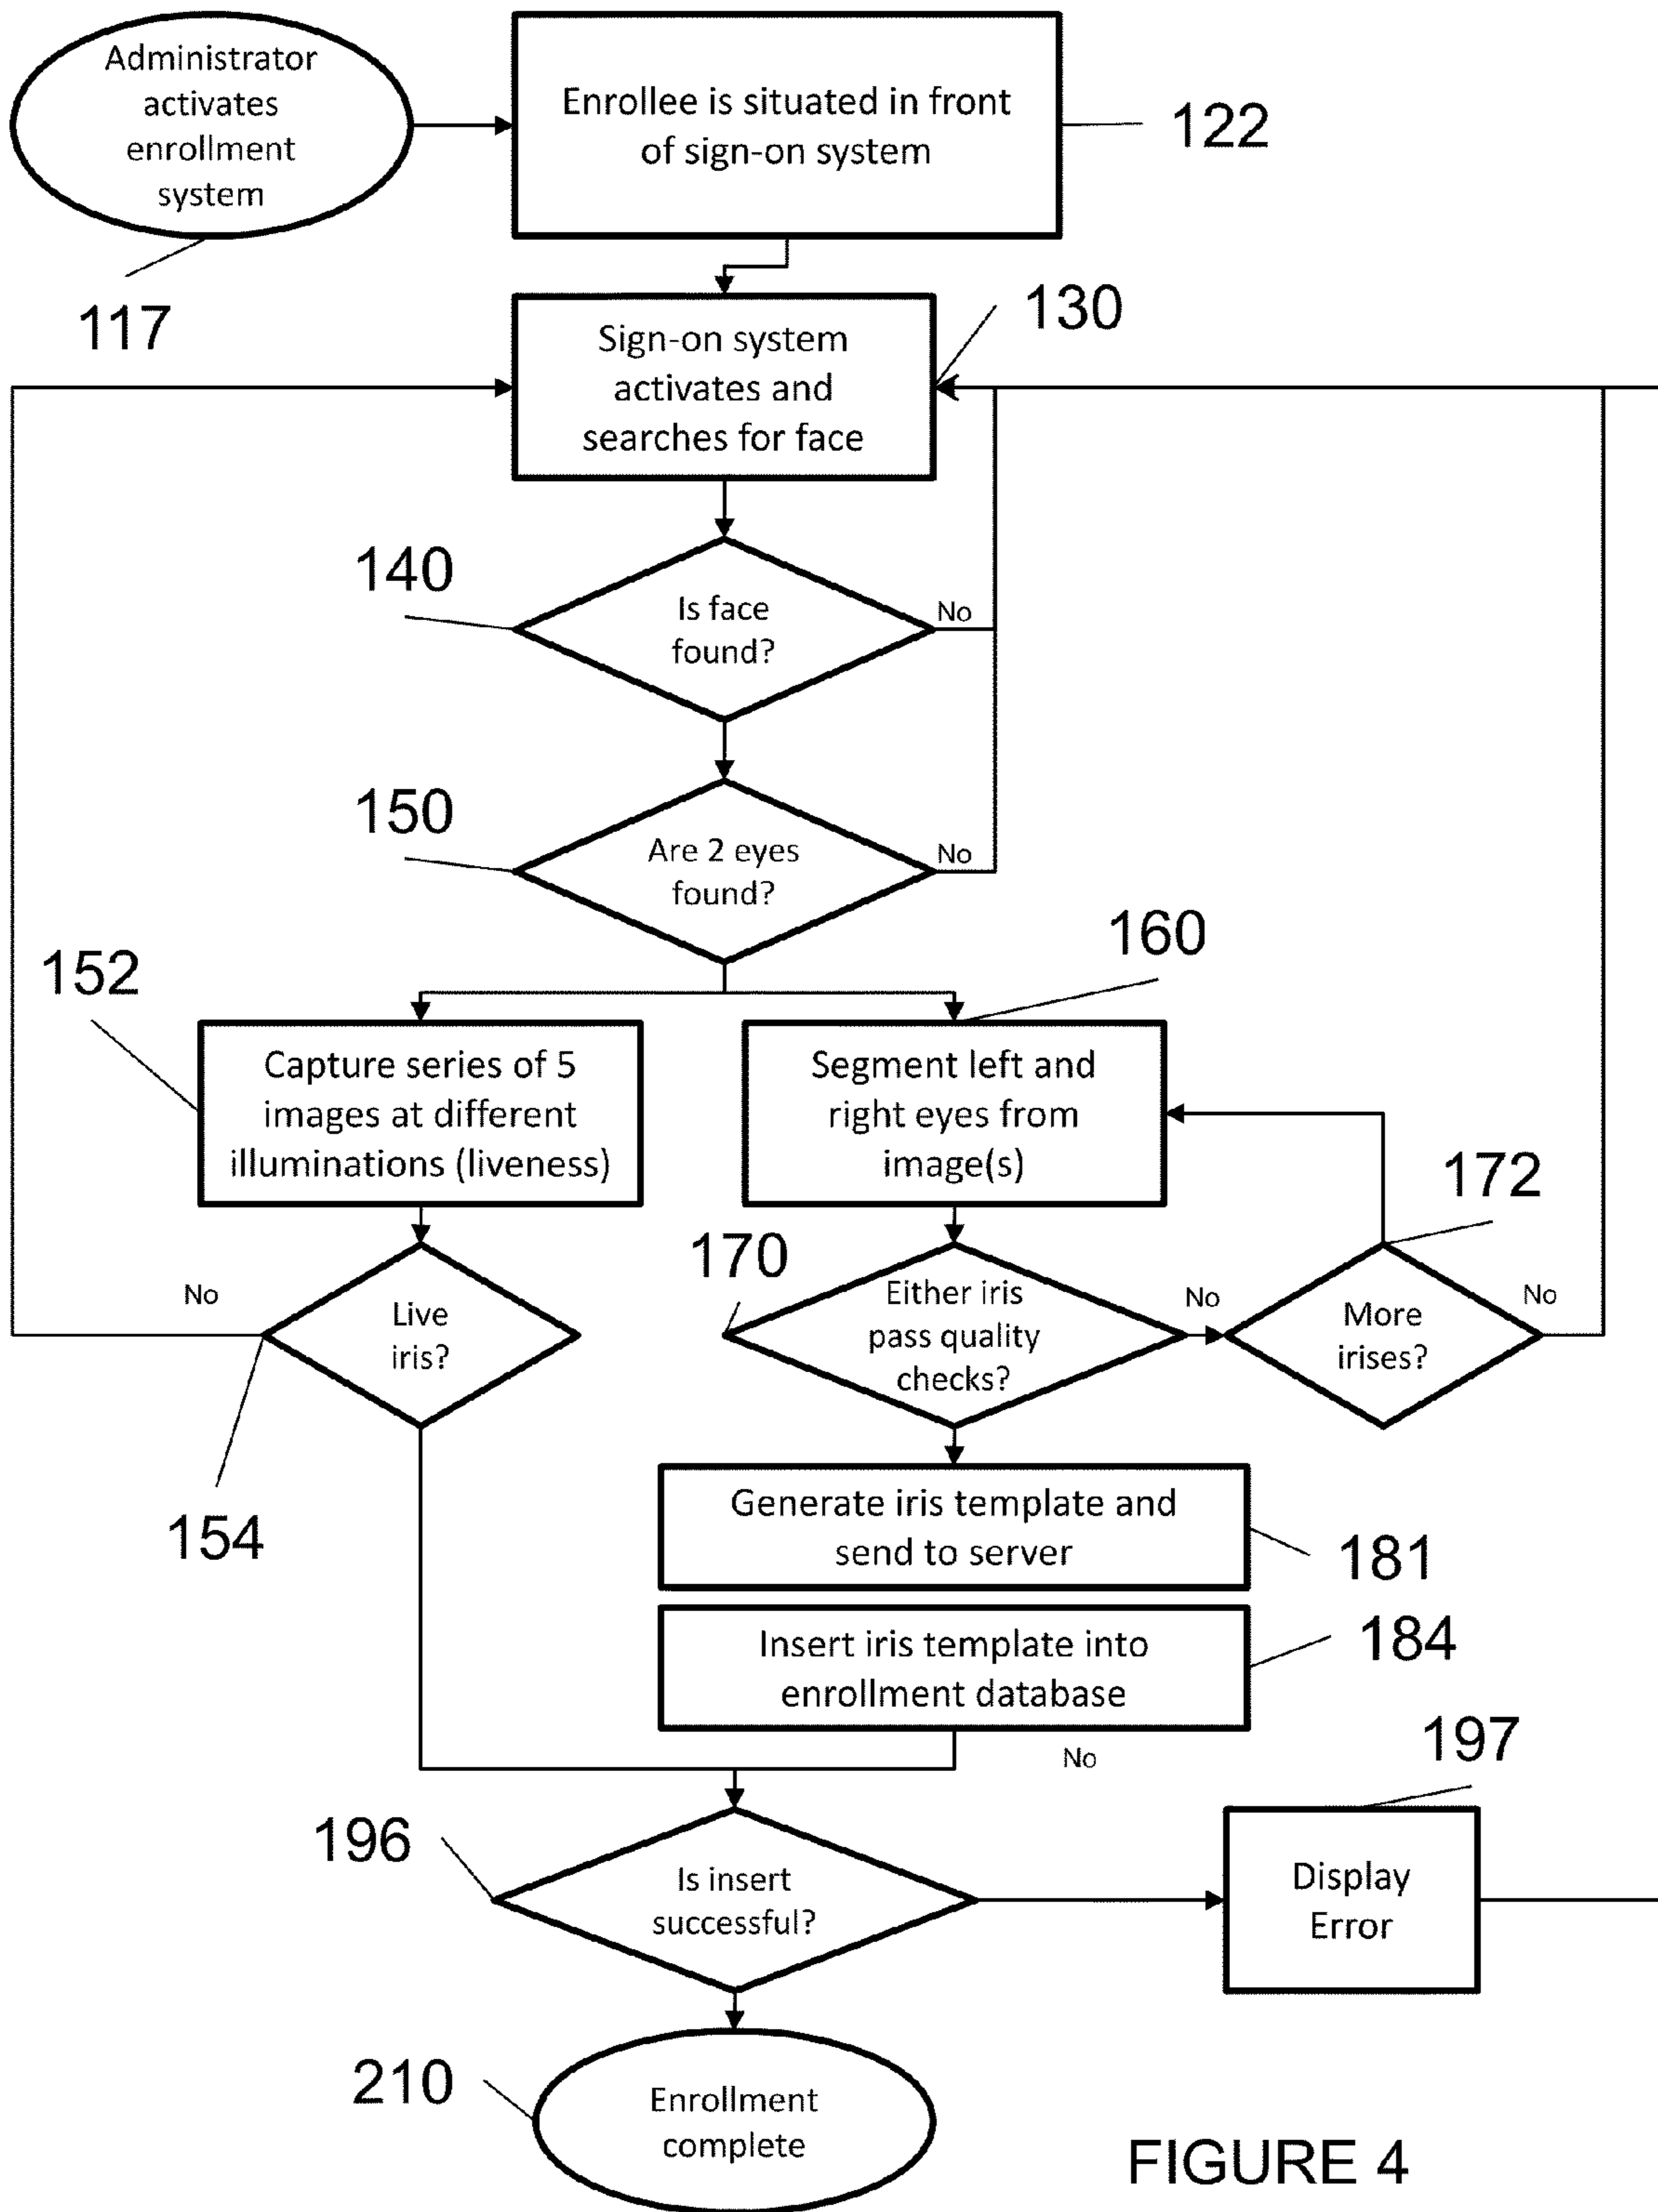 Administrator
activates
enrollment
system
117
Enrollee is situated in front
of sign-on system
122
Sign-on system
activates and
searches for face
130
140
Is face
found?
No
150
Are 2 eyes
found?
No
152
Capture series of 5
images at different
illuminations (liveness)
160
Segment left and
right eyes from
image(s)
No
Live
iris?
154
170
Either iris
pass quality
checks?
No
172
More
irises?
No
Generate iris template and
send to server
181
Insert iris template into
enrollment database
184
No
196
Is insert
successful?
197
Display
Error
210
Enrollment
complete
FIGURE 4